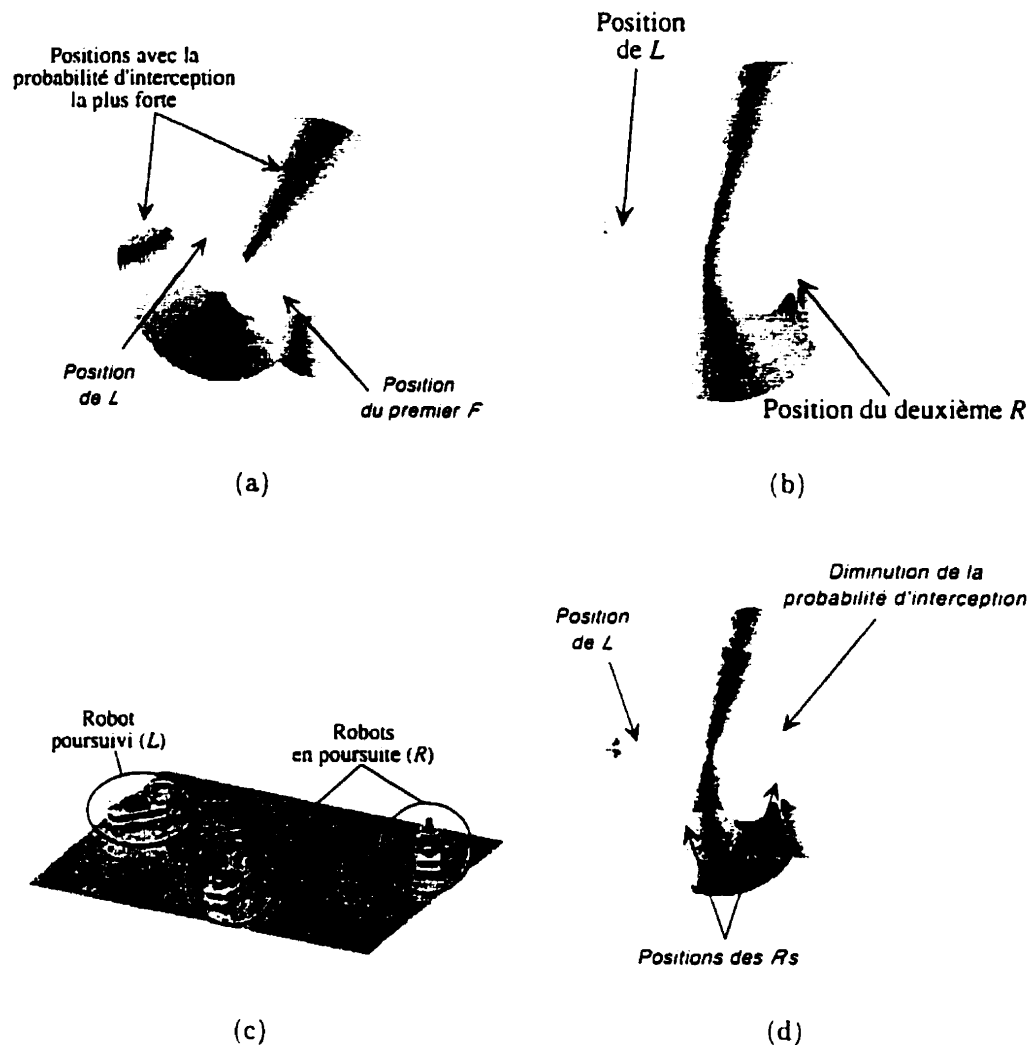 Positions avec la
probabilité d'interception
la plus forte
Position
de L
Position
du premier F
(a)
Position
de L
Position du deuxième R
(b)
Robot
poursuivi (L)
Robots
en poursuite (R)
(c)
Diminution de la
probabilité d'interception
Position
de L
Positions des Rs
(d)